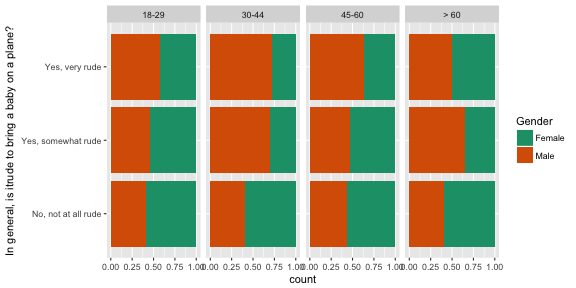 18-29 30-44 45-60 > 60
In general, is itrude to bring a baby on a plane?
Yes, very rude
Yes, somewhat rude
No, not at all rude
0.00 0.25 0.50 0.75 1.00 0.00 0.25 0.50 0.75 1.00 0.00 0.25 0.50 0.75 1.00 0.00 0.25 0.50 0.75 1.00
count
Gender
Female
Male